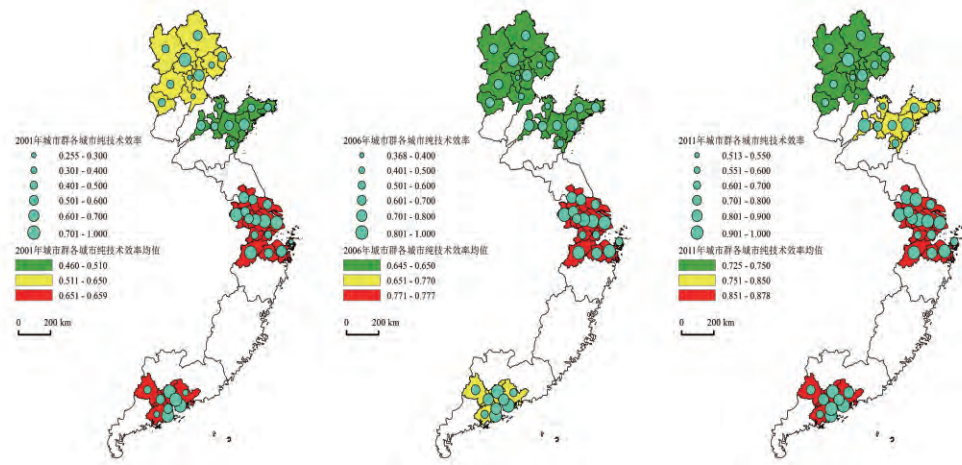 2001年城市群各城市纯技术效率
0.255 - 0.300
0.301 - 0.400
0.401 - 0.500
0.501 - 0.600
0.601 - 0.700
0.701 - 1.000
2001年城市群各城市纯技术效率均值
0.460 - 0.510
0.511 - 0.650
0.651 - 0.659
0 200 km
2006年城市群各城市纯技术效率
0.368 - 0.400
0.401 - 0.500
0.501 - 0.600
0.601 - 0.700
0.701 - 0.800
0.801 - 1.000
2006年城市群各城市纯技术效率均值
0.645 - 0.650
0.651 - 0.770
0.771 - 0.777
0 200 km
2011年城市群各城市纯技术效率
0.513 - 0.550
0.551 - 0.600
0.601 - 0.700
0.701 - 0.800
0.801 - 0.900
0.901 - 1.000
2011年城市群各城市纯技术效率均值
0.725 - 0.750
0.751 - 0.850
0.851 - 0.878
0 200 km